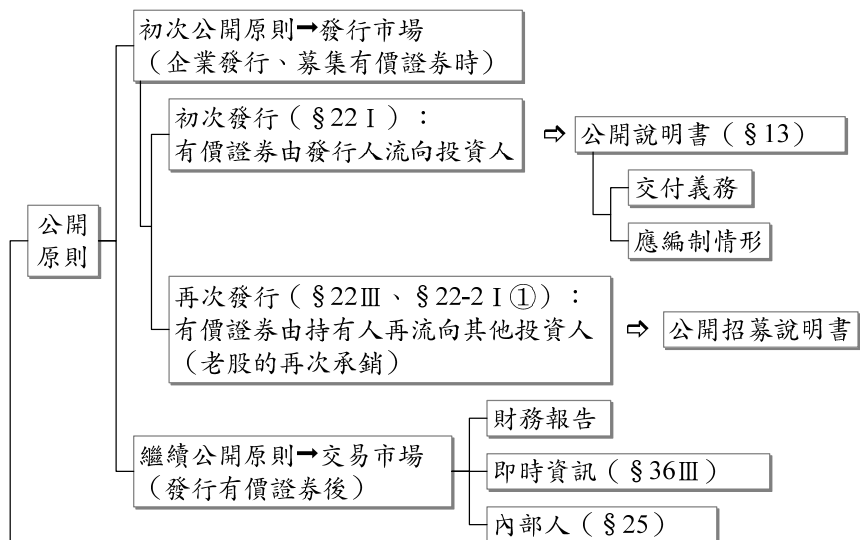 初次公開原則➞發行市場
（企業發行、募集有價證券時）
初次發行（§22Ⅰ）：
有價證券由發行人流向投資人
⇨
公開說明書（§13）
交付義務
應編制情形
公開
原則
再次發行（§22Ⅲ、§22-2Ⅰ①）：
有價證券由持有人再流向其他投資人
（老股的再次承銷）
⇨
公開招募說明書
繼續公開原則➞交易市場
（發行有價證券後）
財務報告
即時資訊（§36Ⅲ）
內部人（§25）